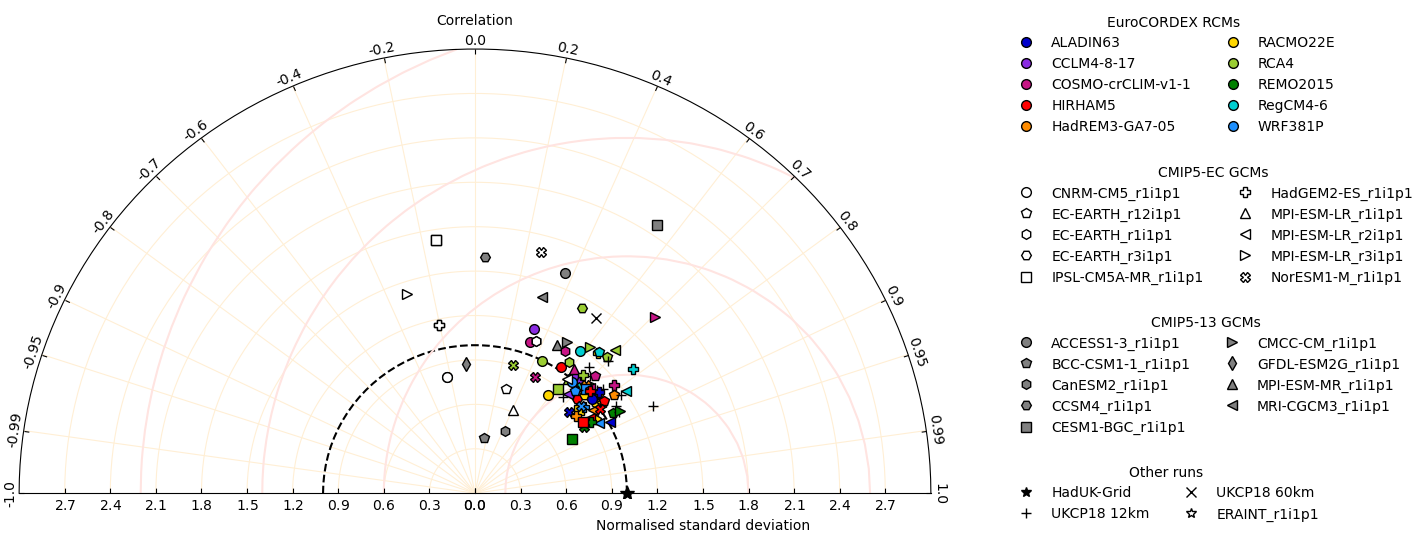 Correlation
-1.0
-0.99
-0.95
-0.9
-0.8
-0.7
-0.6
-0.4
-0.2
0.0
0.2
0.4
0.6
0.7
0.8
0.9
0.95
0.99
1.0
2.7 2.4 2.1 1.8 1.5 1.2 0.9 0.6 0.3 0.0 0.3 0.6 0.9 1.2 1.5 1.8 2.1 2.4 2.7
Normalised standard deviation
EuroCORDEX RCMs
ALADIN63 RACMO22E
CCLM4-8-17 RCA4
COSMO-crCLIM-v1-1 REMO2015
HIRHAM5 RegCM4-6
HadREM3-GA7-05 WRF381P
CMIP5-EC GCMs
CNRM-CM5_r1i1p1 HadGEM2-ES_r1i1p1
EC-EARTH_r12i1p1 MPI-ESM-LR_r1i1p1
EC-EARTH_r1i1p1 MPI-ESM-LR_r2i1p1
EC-EARTH_r3i1p1 MPI-ESM-LR_r3i1p1
IPSL-CM5A-MR_r1i1p1 NorESM1-M_r1i1p1
CMIP5-13 GCMs
ACCESS1-3_r1i1p1 CMCC-CM_r1i1p1
BCC-CSM1-1_r1i1p1 GFDL-ESM2G_r1i1p1
CanESM2_r1i1p1 MPI-ESM-MR_r1i1p1
CCSM4_r1i1p1 MRI-CGCM3_r1i1p1
CESM1-BGC_r1i1p1
Other runs
HadUK-Grid UKCP18 60km
UKCP18 12km ERAINT_r1i1p1